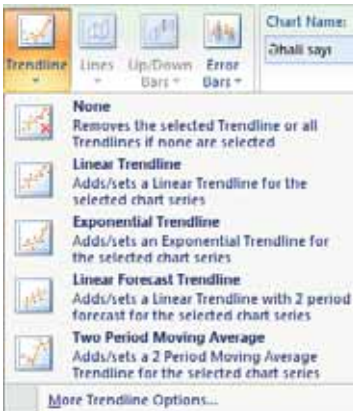 Trendline Lines Up/Down Bars Error Bars
Chart Name:
Əhali sayı
None
Removes the selected Trendline or all
Trendlines if none are selected
Linear Trendline
Adds/sets a Linear Trendline for the
selected chart series
Exponential Trendline
Adds/sets an Exponential Trendline for
the selected chart series
Linear Forecast Trendline
Adds/sets a Linear Trendline with 2 period
forecast for the selected chart series
Two Period Moving Average
Adds/sets a 2 Period Moving Average
Trendline for the selected chart series
More Trendline Options...